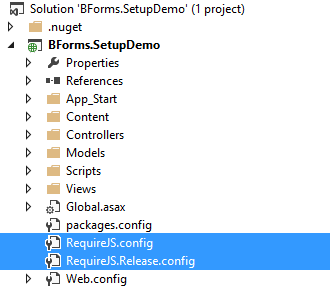 Solution 'BForms.SetupDemo' (1 project)
.nuget
BForms.SetupDemo
Properties
References
App_Start
Content
Controllers
Models
Scripts
Views
Global.asax
packages.config
RequireJS.config
RequireJS.Release.config
Web.config